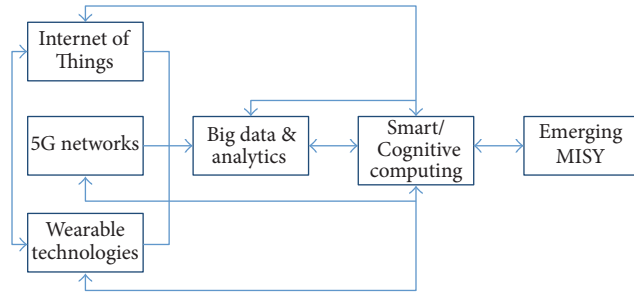 Internet of
Things
5G networks
Wearable
technologies
Big data &
analytics
Smart/
Cognitive
computing
Emerging
MISY